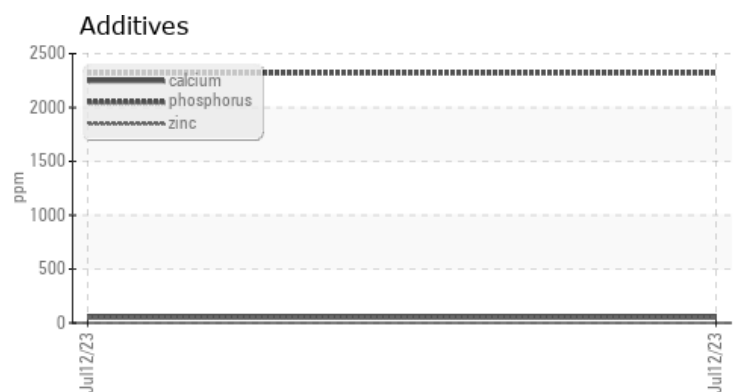 Additives
2500
2000
1500
1000
500
0
ppm
calcium
phosphorus
zinc
Jul12/23
Jul12/23